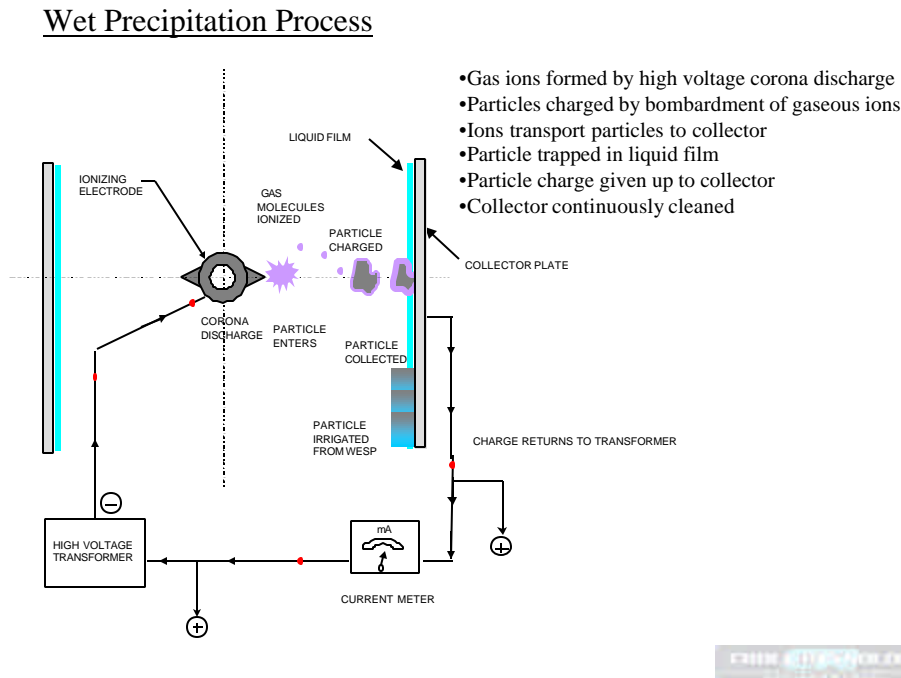 Wet Precipitation Process
•Gas ions formed by high voltage corona discharge
•Particles charged by bombardment of gaseous ions
•Ions transport particles to collector
•Particle trapped in liquid film
•Particle charge given up to collector
•Collector continuously cleaned
LIQUID FILM
IONIZING
ELECTRODE
GAS
MOLECULES
IONIZED
PARTICLE
CHARGED
COLLECTOR PLATE
CORONA
DISCHARGE
PARTICLE
ENTERS
PARTICLE
COLLECTED
PARTICLE
IRRIGATED
FROM WESP
CHARGE RETURNS TO TRANSFORMER
HIGH VOLTAGE
TRANSFORMER
mA
0
CURRENT METER